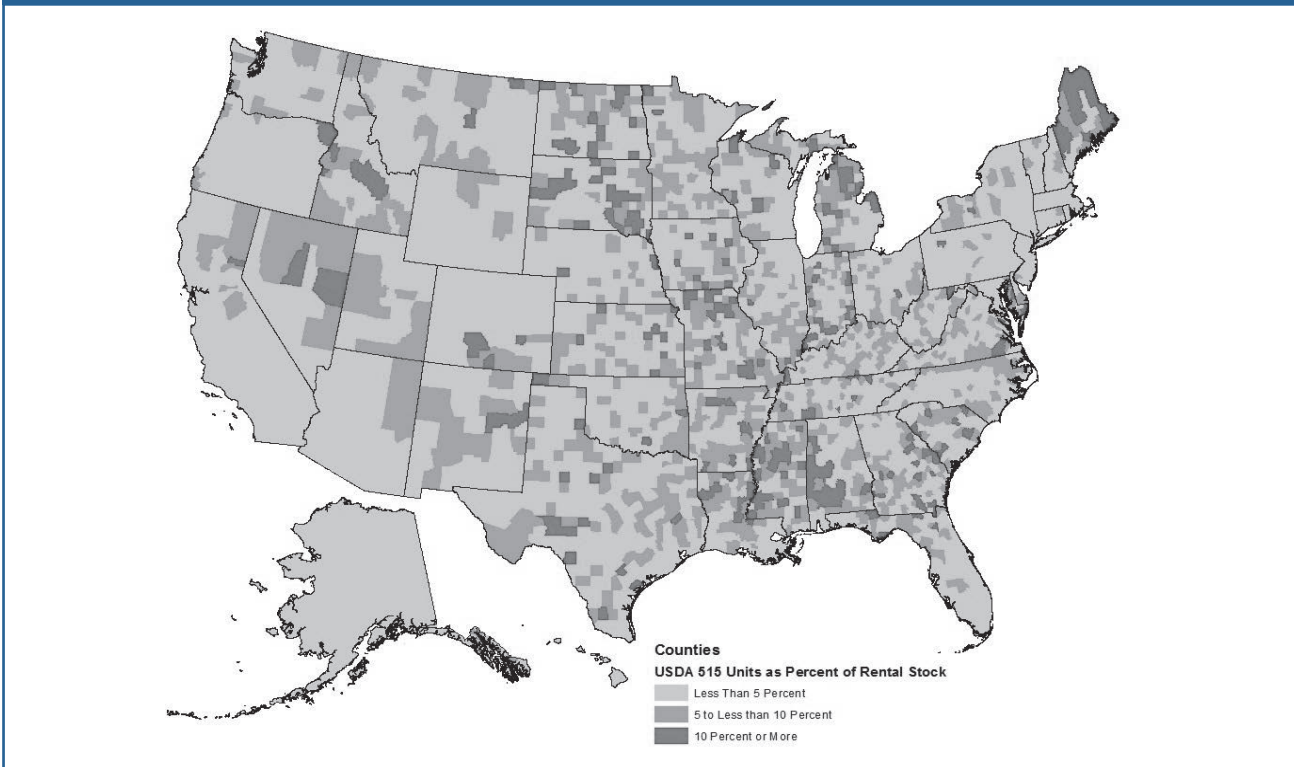 Counties
USDA 515 Units as Percent of Rental Stock
Less Than 5 Percent
5 to Less than 10 Percent
10 Percent or More